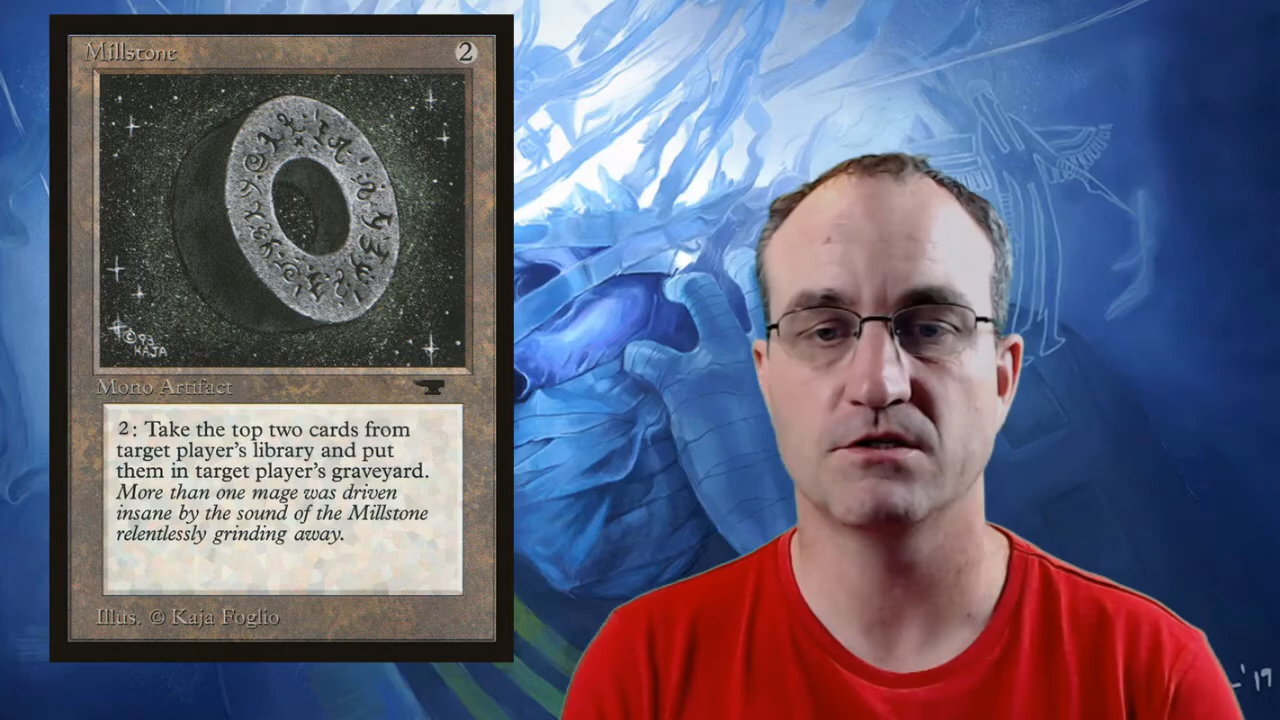 Millstone 2
©93
KAJA
Mono Artifact
2: Take the top two cards from
target player's library and put
them in target player's graveyard.
More than one mage was driven
insane by the sound of the Millstone
relentlessly grinding away.
Illus. © Kaja Foglio
'19